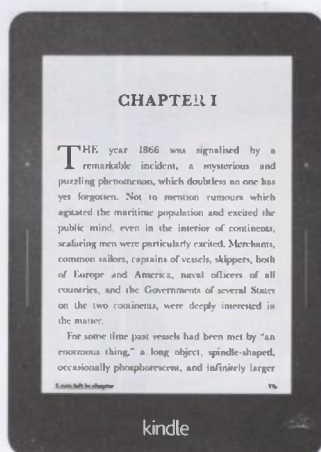 CHAPTER I
THE year 1866 was signalised by a
remarkable incident, a mysterious and
puzzling phenomenon, which doubtless no one has
yet forgotten. Not to mention rumours which
agitated the maritime population and excited the
public mind, even in the interior of continents,
seafaring men were particularly excited. Merchants,
common sailors, captains of vessels, skippers, both
of Europe and America, naval officers of all
countries, and the Governments of several States
on the two continents, were deeply interested in
the matter.
For some time past vessels had been met by "an
enormous thing," a long object, spindle-shaped,
occasionally phosphorescent, and infinitely larger
left in chapter
kindle